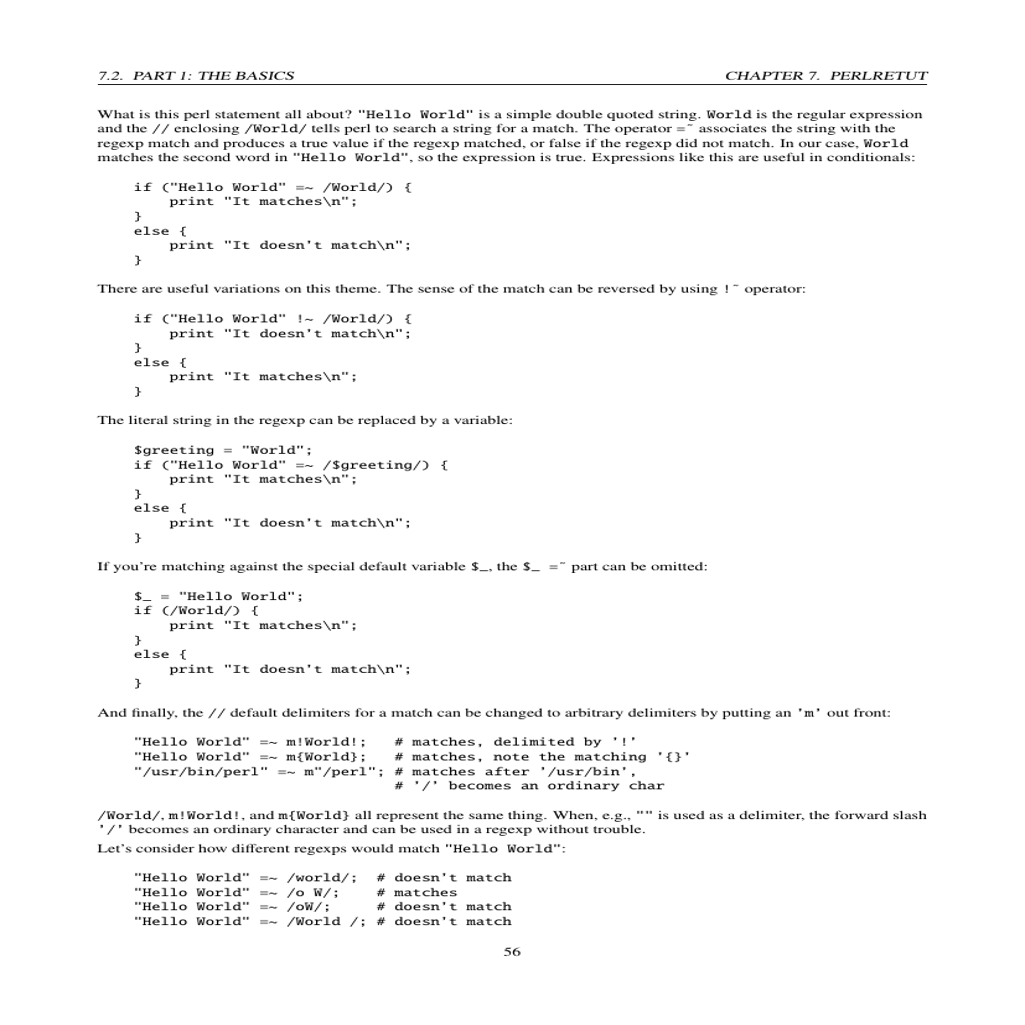 7.2. PART 1: THE BASICS CHAPTER 7. PERLRETUT
What is this perl statement all about? "Hello World" is a simple double quoted string. World is the regular expression
and the // enclosing /World/ tells perl to search a string for a match. The operator =˜ associates the string with the
regexp match and produces a true value if the regexp matched, or false if the regexp did not match. In our case, World
matches the second word in "Hello World", so the expression is true. Expressions like this are useful in conditionals:
if ("Hello World" =~ /World/) {
    print "It matches\n";
}
else {
    print "It doesn't match\n";
}
There are useful variations on this theme. The sense of the match can be reversed by using !˜ operator:
if ("Hello World" !~ /World/) {
    print "It doesn't match\n";
}
else {
    print "It matches\n";
}
The literal string in the regexp can be replaced by a variable:
$greeting = "World";
if ("Hello World" =~ /$greeting/) {
    print "It matches\n";
}
else {
    print "It doesn't match\n";
}
If you're matching against the special default variable $_, the $_ =˜ part can be omitted:
$_ = "Hello World";
if (/World/) {
    print "It matches\n";
}
else {
    print "It doesn't match\n";
}
And finally, the // default delimiters for a match can be changed to arbitrary delimiters by putting an 'm' out front:
"Hello World" =~ m!World!;   # matches, delimited by '!'
"Hello World" =~ m{World};   # matches, note the matching '{}'
"/usr/bin/perl" =~ m"/perl"; # matches after '/usr/bin',
                             # '/' becomes an ordinary char
/World/, m!World!, and m{World} all represent the same thing. When, e.g., "" is used as a delimiter, the forward slash
'/' becomes an ordinary character and can be used in a regexp without trouble.
Let's consider how different regexps would match "Hello World":
"Hello World" =~ /world/;  # doesn't match
"Hello World" =~ /o W/;    # matches
"Hello World" =~ /oW/;     # doesn't match
"Hello World" =~ /World /; # doesn't match
56